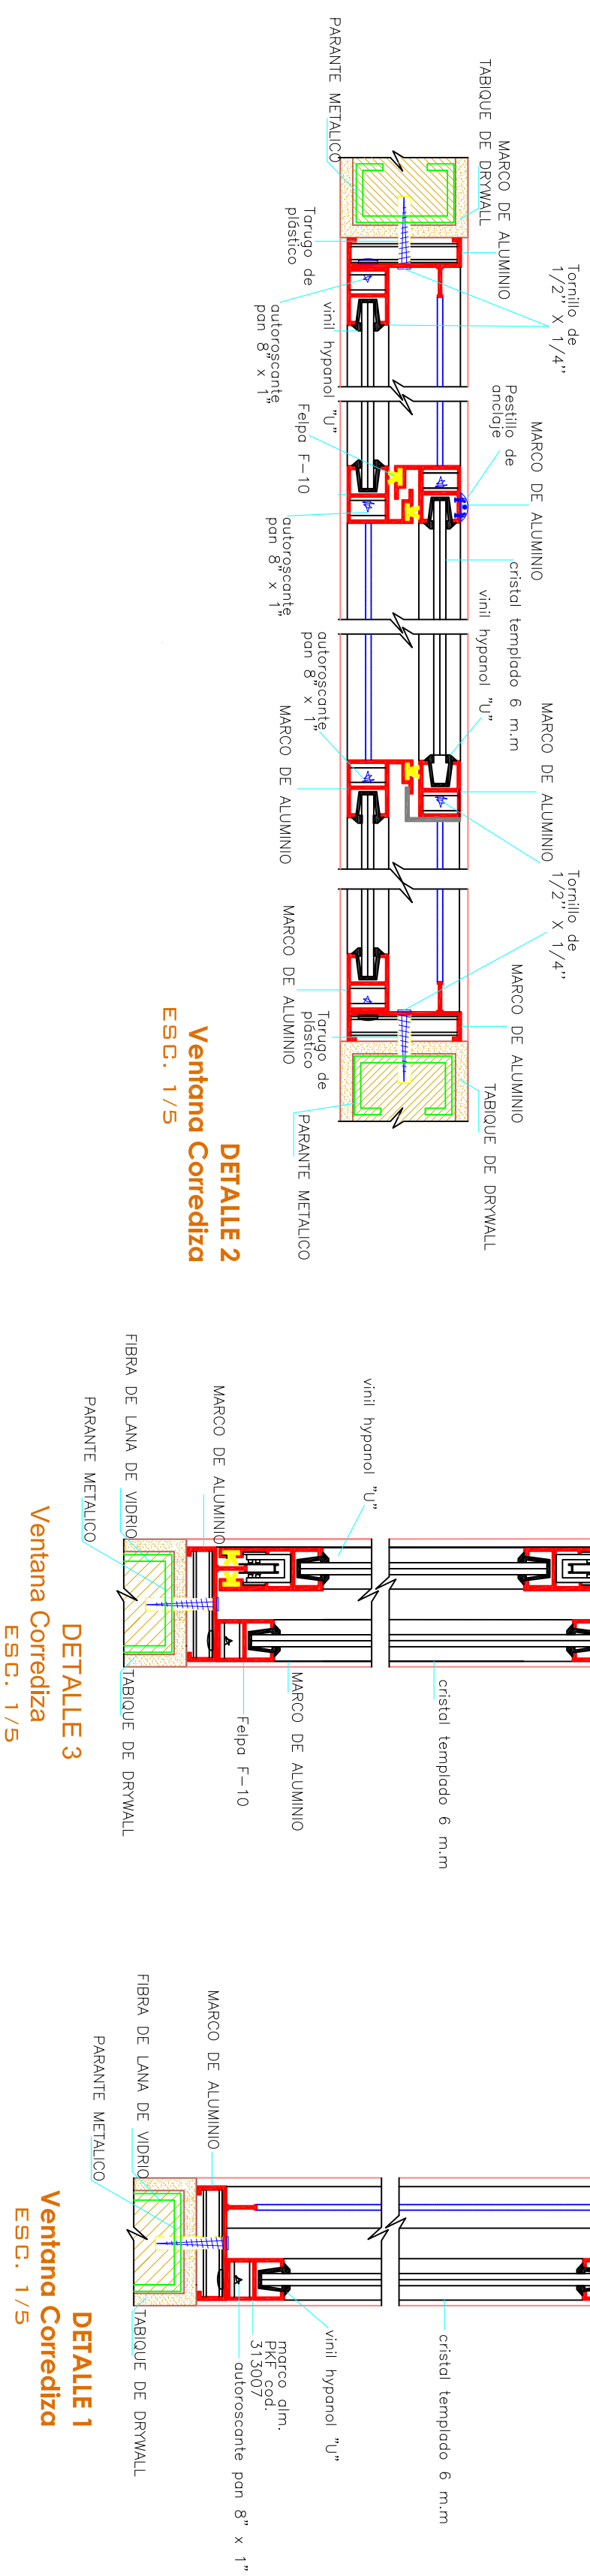 PARANTE METALICO
TABIQUE DE DRYWALL
MARCO DE ALUMINIO
Tornillo de
1/2" X 1/4"
Tarugo de
plástico
autoroscante
pan 8" x 1"
vinil hypanol "U"
Felpa F-10
Pestillo de
anclaje
MARCO DE ALUMINIO
autoroscante
pan 8" x 1"
cristal templado 6 m.m
vinil hypanol "U"
autoroscante
pan 8" x 1"
MARCO DE ALUMINIO
MARCO DE ALUMINIO
Tornillo de
1/2" X 1/4"
MARCO DE ALUMINIO
MARCO DE ALUMINIO
Tarugo de
plástico
TABIQUE DE DRYWALL
PARANTE METALICO
DETALLE 2
Ventana Corrediza
ESC. 1/5
vinil hypanol "U"
MARCO DE ALUMINIO
FIBRA DE LANA DE VIDRIO
PARANTE METALICO
cristal templado 6 m.m
MARCO DE ALUMINIO
Felpa F-10
TABIQUE DE DRYWALL
DETALLE 3
Ventana Corrediza
ESC. 1/5
MARCO DE ALUMINIO
FIBRA DE LANA DE VIDRIO
PARANTE METALICO
cristal templado 6 m.m
vinil hypanol "U"
marco alm.
PKF cod.
313007
autoroscante pan 8" x 1"
TABIQUE DE DRYWALL
DETALLE 1
Ventana Corrediza
ESC. 1/5